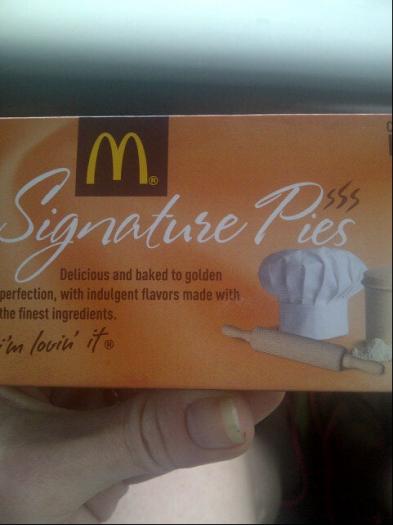 M®
Signature Pies
Delicious and baked to golden
perfection, with indulgent flavors made with
the finest ingredients.
i'm lovin' it®